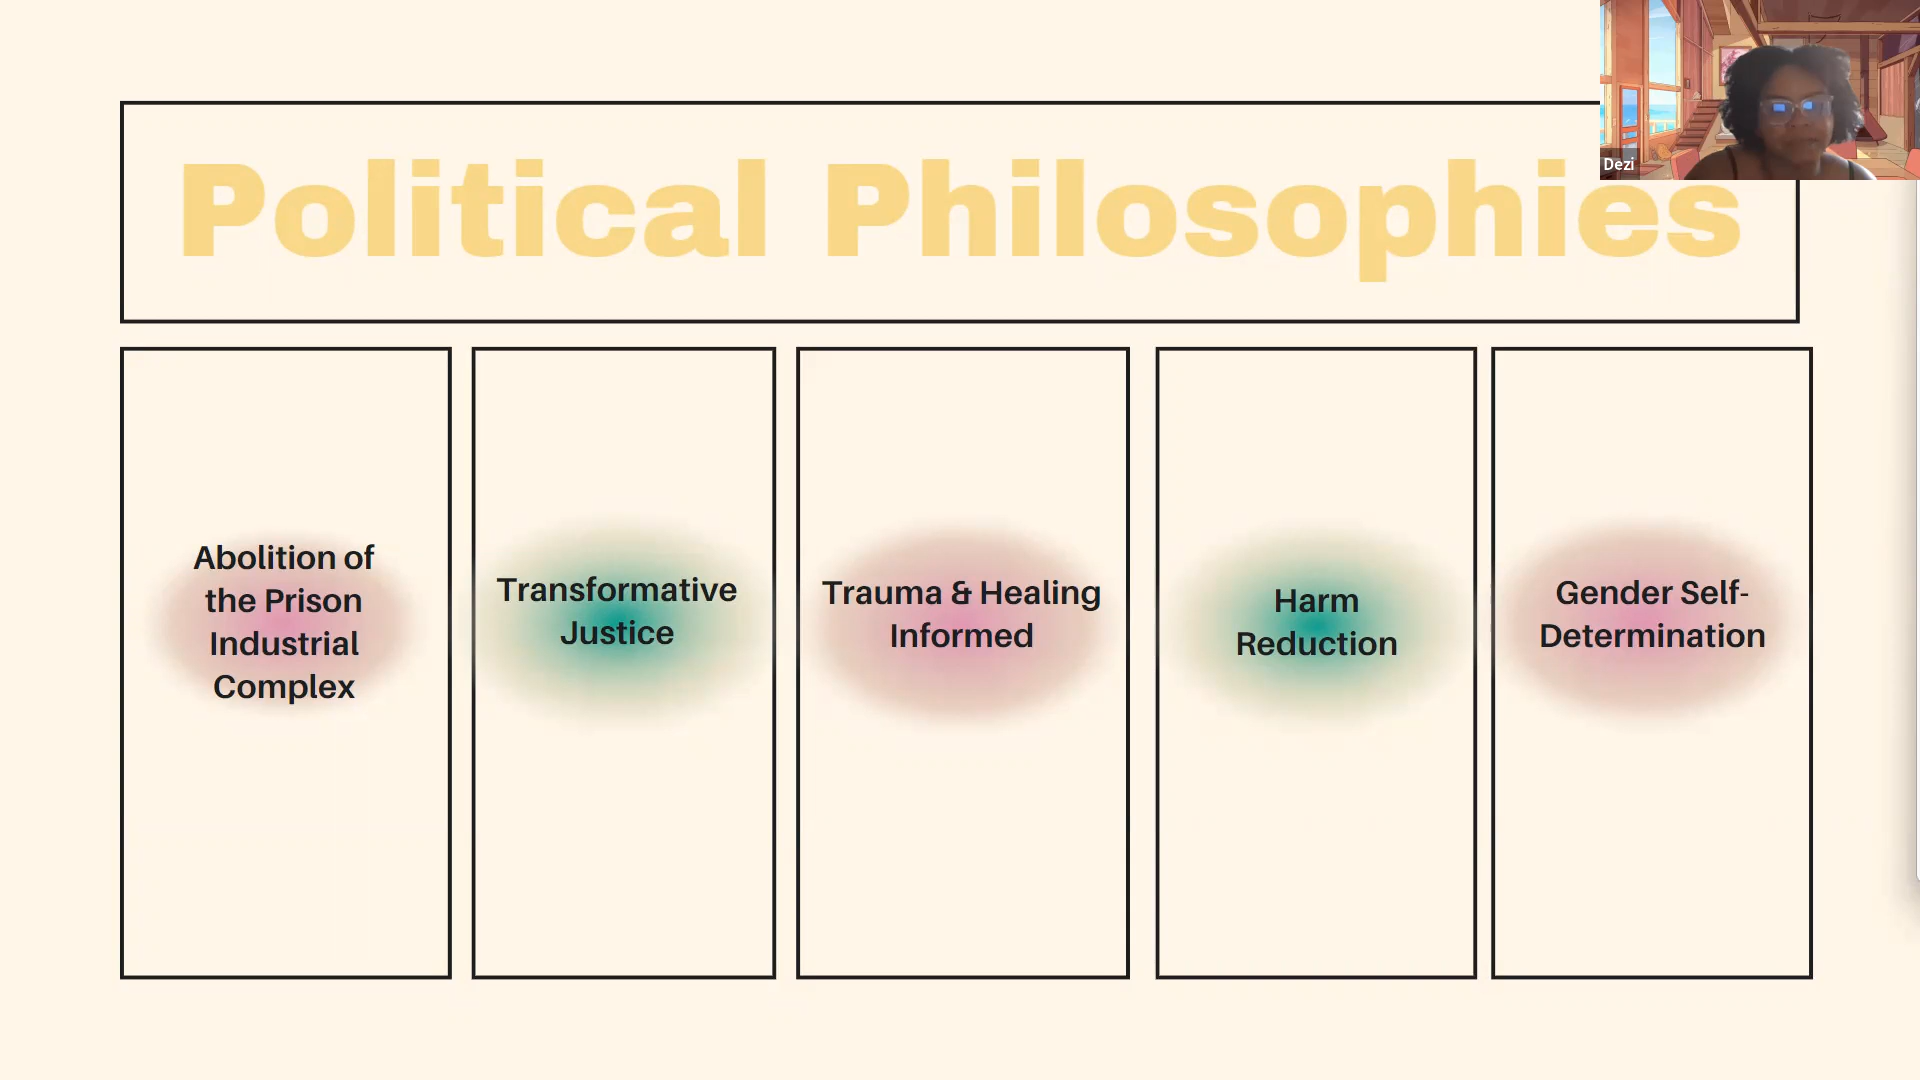 Political Philosophies
Dezi
Abolition of
the Prison
Industrial
Complex
Transformative
Justice
Trauma & Healing
Informed
Harm
Reduction
Gender Self-
Determination